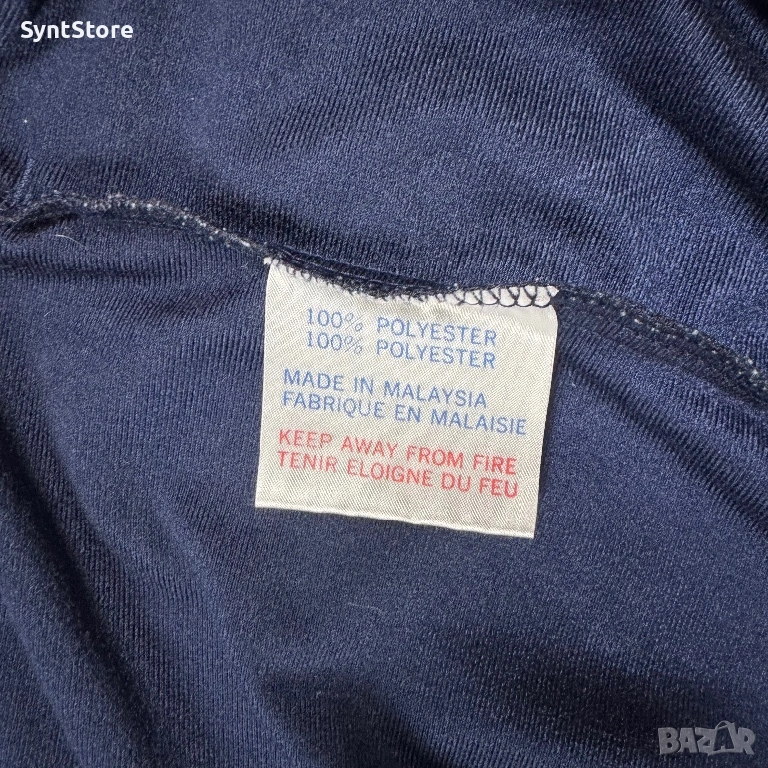 SyntStore
100% POLYESTER
100% POLYESTER
MADE IN MALAYSIA
FABRIQUE EN MALAISIE
KEEP AWAY FROM FIRE
TENIR ELOIGNE DU FEU
BAZAR